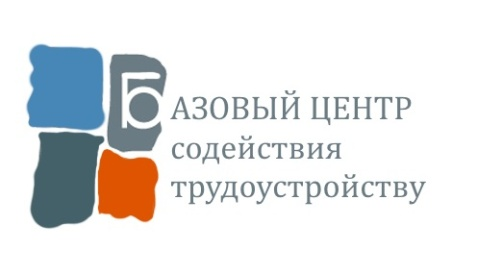 БАЗОВЫЙ ЦЕНТР
содействия
трудоустройству